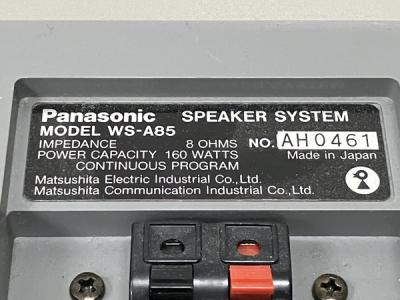 Panasonic SPEAKER SYSTEM
MODEL WS-A85
IMPEDANCE 8 OHMS NO. AH0461
POWER CAPACITY 160 WATTS Made in Japan
CONTINUOUS PROGRAM
Matsushita Electric Industrial Co.,Ltd.
Matsushita Communication Industrial Co.,Ltd.